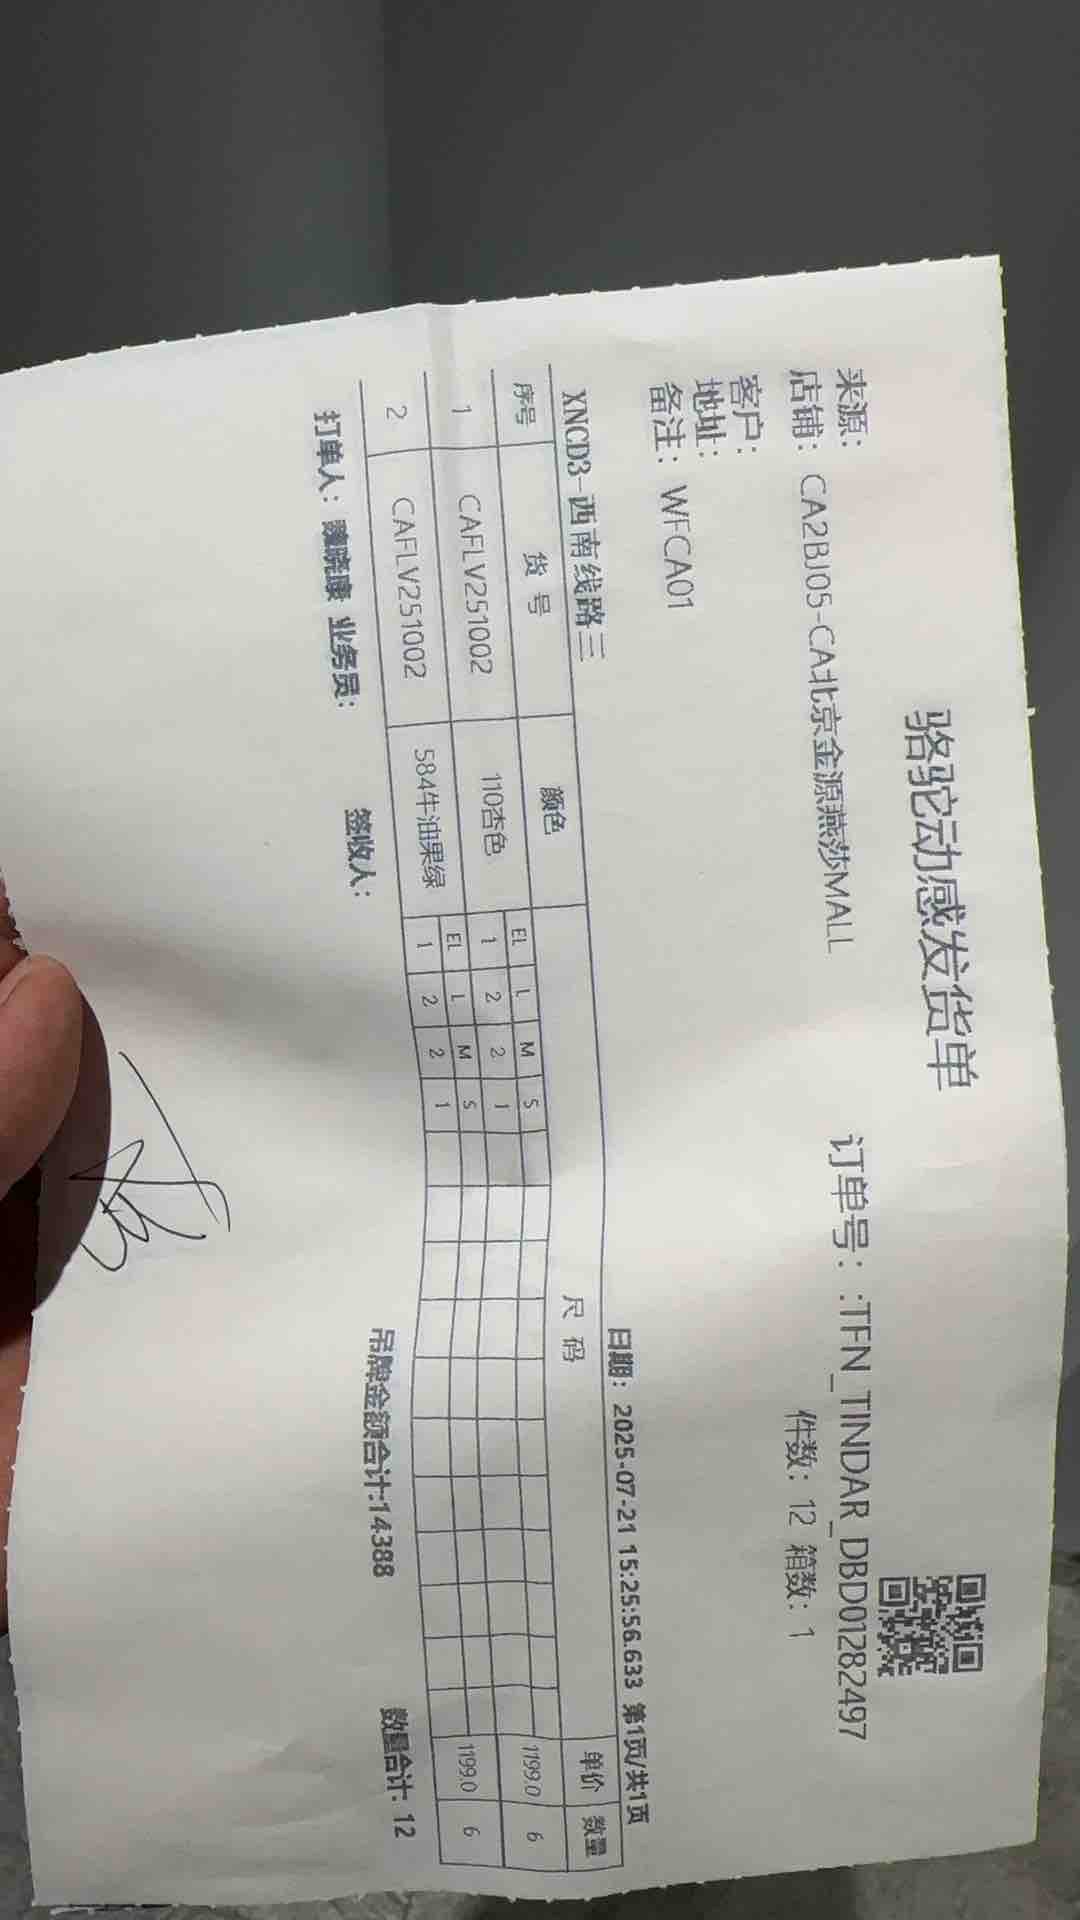 骆驼动感发货单
来源： 订单号：:TFN_TINDAR_DBD01282497
店铺：CA2BJ05-CA北京金源燕莎MALL 件数：12 箱数：1
客户：
地址：
备注：WFCA01
XNCD3-西南线路三 日期：2025-07-21 15:25:56.633 第1页/共1页
序号 货号 颜色 尺码 单价 数量
EL L M S
1 CAFLV251002 110杏色 1 2 2 1 1199.0 6
EL L M S
2 CAFLV251002 584牛油果绿 1 2 2 1 1199.0 6
打单人：魏晓康 业务员： 签收人： 吊牌金额合计:14388 数量合计: 12